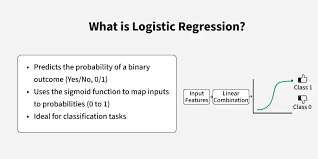 What is Logistic Regression?
• Predicts the probability of a binary
outcome (Yes/No, 0/1)
• Uses the sigmoid function to map inputs
to probabilities (0 to 1)
• Ideal for classification tasks
Input
Features
Linear
Combination
Class 1
Class 0